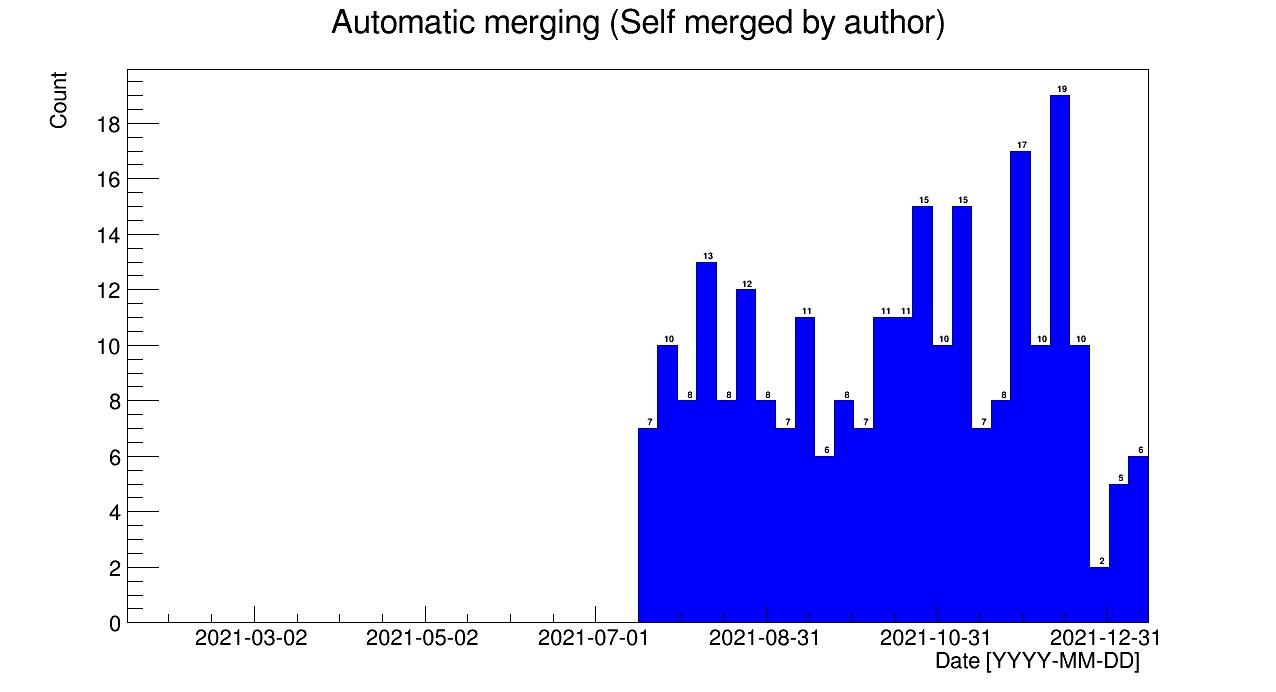 Automatic merging (Self merged by author)
Count
18
16
14
12
10
8
6
4
2
0
7 10 8 13 8 12 8 7 11 6 8 7 11 11 15 10 15 7 8 17 10 19 10 2 5 6
2021-03-02 2021-05-02 2021-07-01 2021-08-31 2021-10-31 2021-12-31
Date [YYYY-MM-DD]